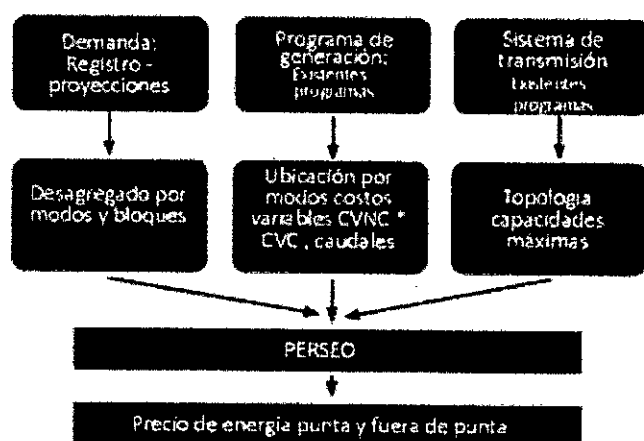 Demanda:
Registro -
proyecciones
Programa de
generación:
Existentes
programas
Sistema de
transmisión
Existentes
programas
Desagregado por
modos y bloques
Ubicación por
modos costos
variables CVNC *
CVC , caudales
Topologia
capacidades
máximas
PERSEO
Precio de energia punta y fuera de punta